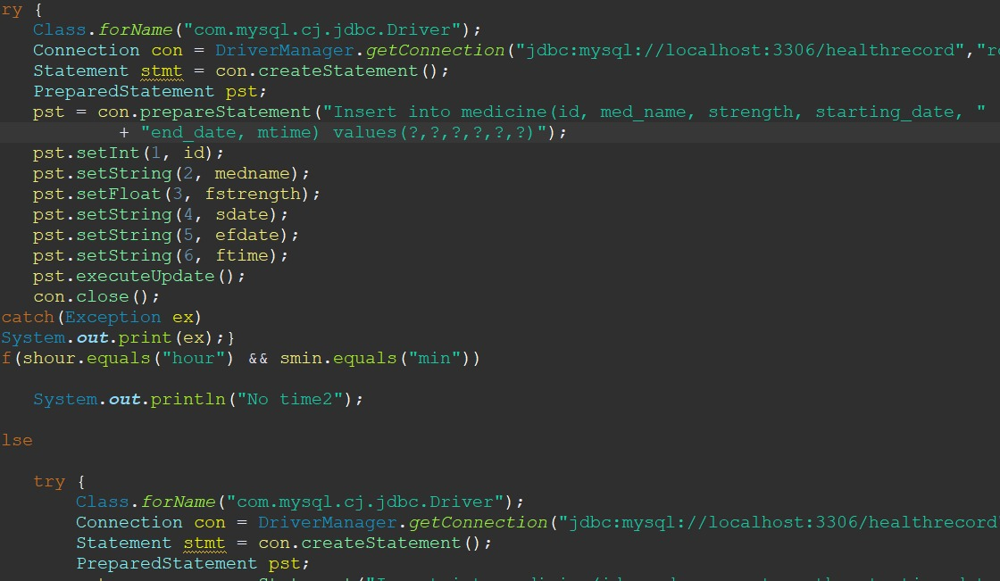 ry {
Class.forName("com.mysql.cj.jdbc.Driver");
Connection con = DriverManager.getConnection("jdbc:mysql://localhost:3306/healthrecord","r
Statement stmt = con.createStatement();
PreparedStatement pst;
pst = con.prepareStatement("Insert into medicine(id, med_name, strength, starting_date, "
+ "end_date, mtime) values(?,?,?,?,?,?)");
pst.setInt(1, id);
pst.setString(2, medname);
pst.setFloat(3, fstrength);
pst.setString(4, sdate);
pst.setString(5, efdate);
pst.setString(6, ftime);
pst.executeUpdate();
con.close();
catch(Exception ex)
System.out.print(ex);}
f(shour.equals("hour") && smin.equals("min"))
System.out.println("No time2");
lse
try {
Class.forName("com.mysql.cj.jdbc.Driver");
Connection con = DriverManager.getConnection("jdbc:mysql://localhost:3306/healthrecord
Statement stmt = con.createStatement();
PreparedStatement pst;